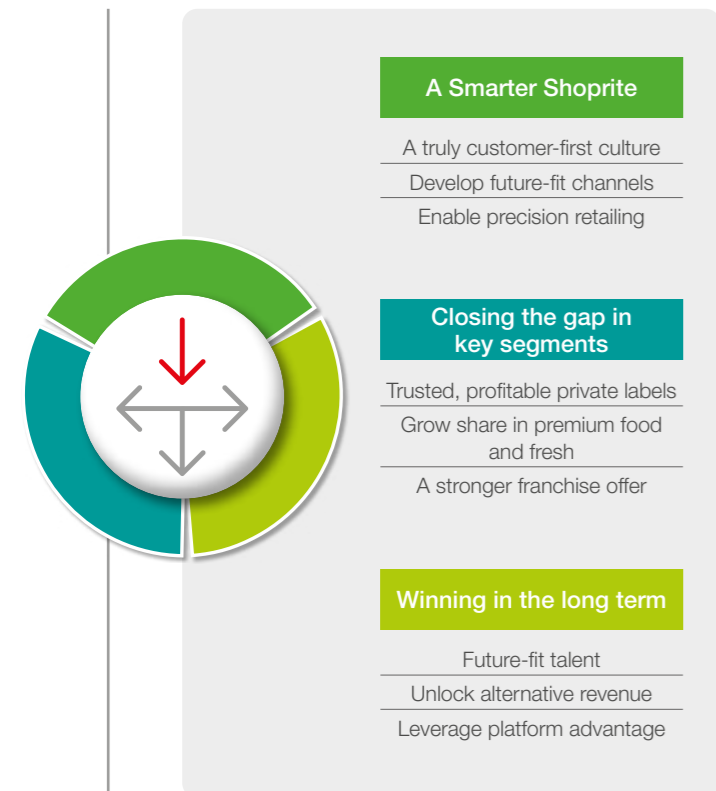 A Smarter Shoprite
A truly customer-first culture
Develop future-fit channels
Enable precision retailing
Closing the gap in
key segments
Trusted, profitable private labels
Grow share in premium food
and fresh
A stronger franchise offer
Winning in the long term
Future-fit talent
Unlock alternative revenue
Leverage platform advantage